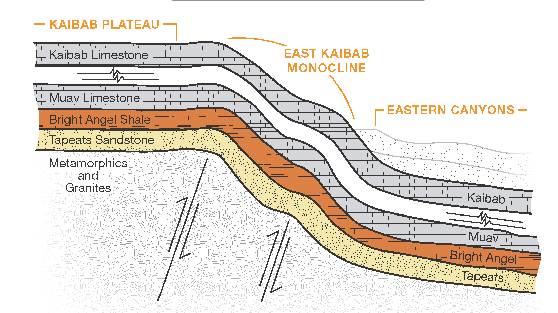 KAIBAB PLATEAU
EAST KAIBAB
MONOCLINE
EASTERN CANYONS
Kaibab Limestone
Muav Limestone
Bright Angel Shale
Tapeats Sandstone
Metamorphics
and
Granites
Kaibab
Muav
Bright Angel
Tapeats